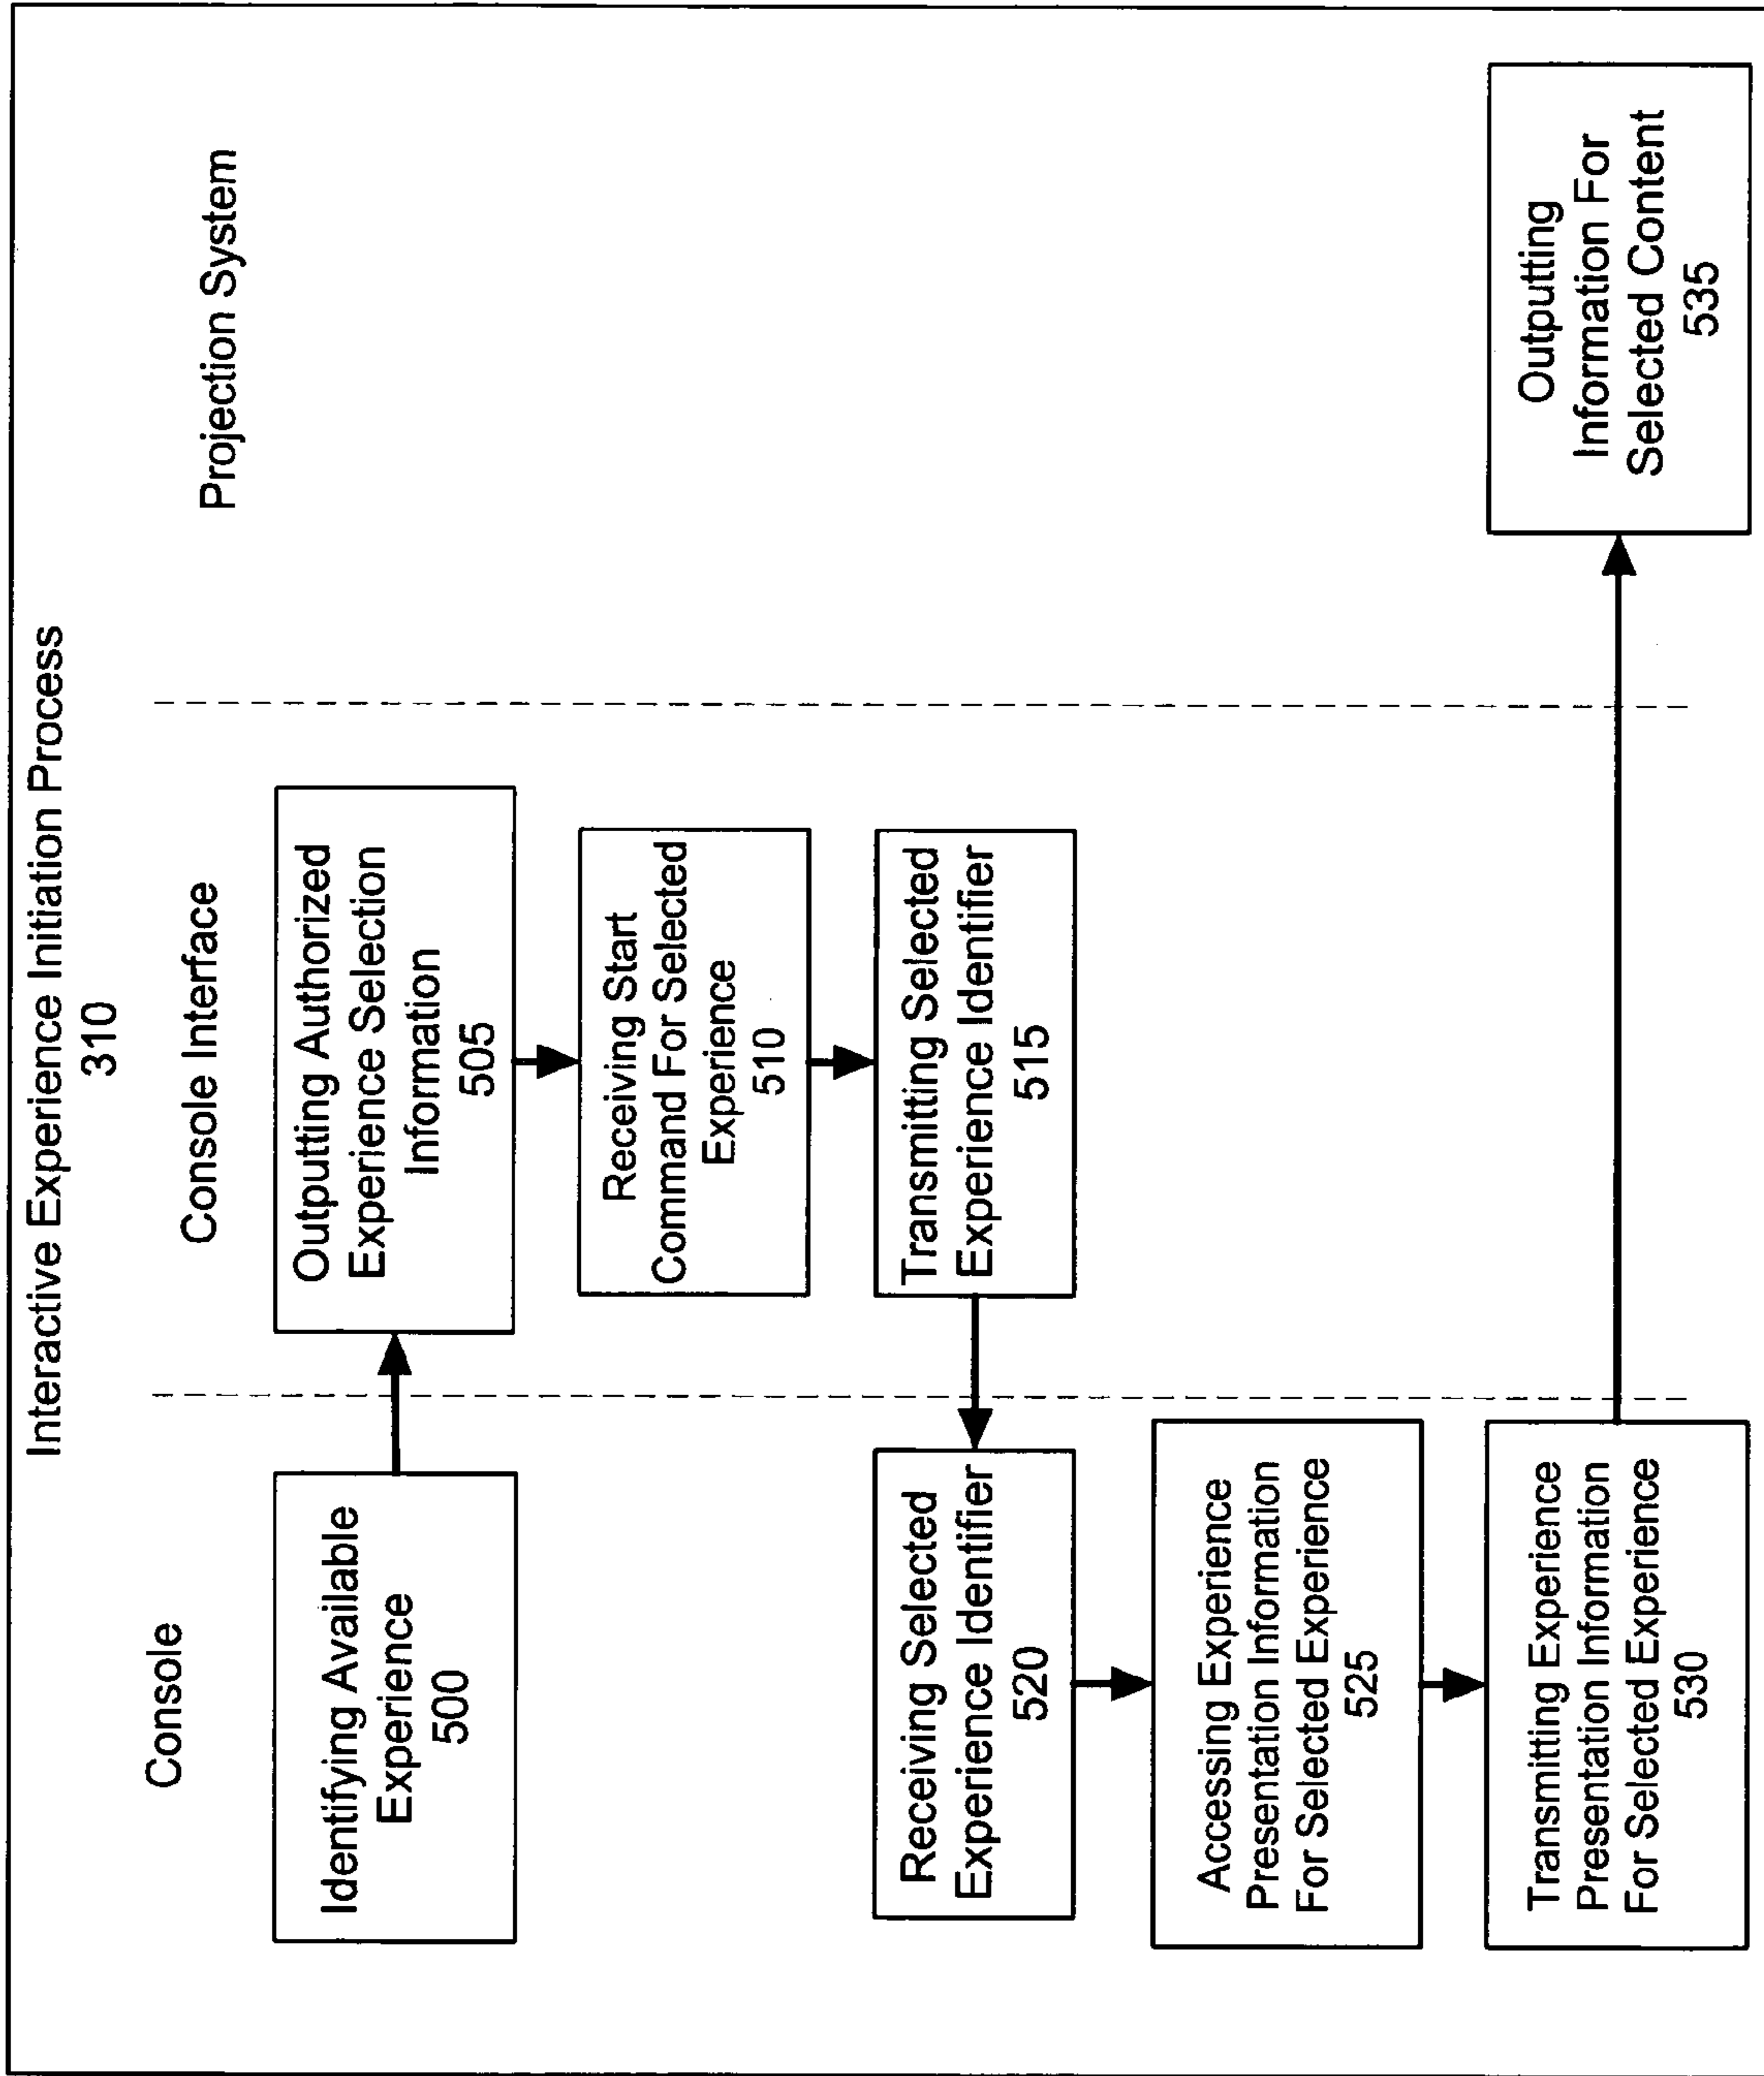 Interactive Experience Initiation Process
310
Console
Console Interface
Projection System
Identifying Available
Experience
500
Outputting Authorized
Experience Selection
Information
505
Receiving Start
Command For Selected
Experience
510
Transmitting Selected
Experience Identifier
515
Receiving Selected
Experience Identifier
520
Accessing Experience
Presentation Information
For Selected Experience
525
Transmitting Experience
Presentation Information
For Selected Experience
530
Outputting
Information For
Selected Content
535